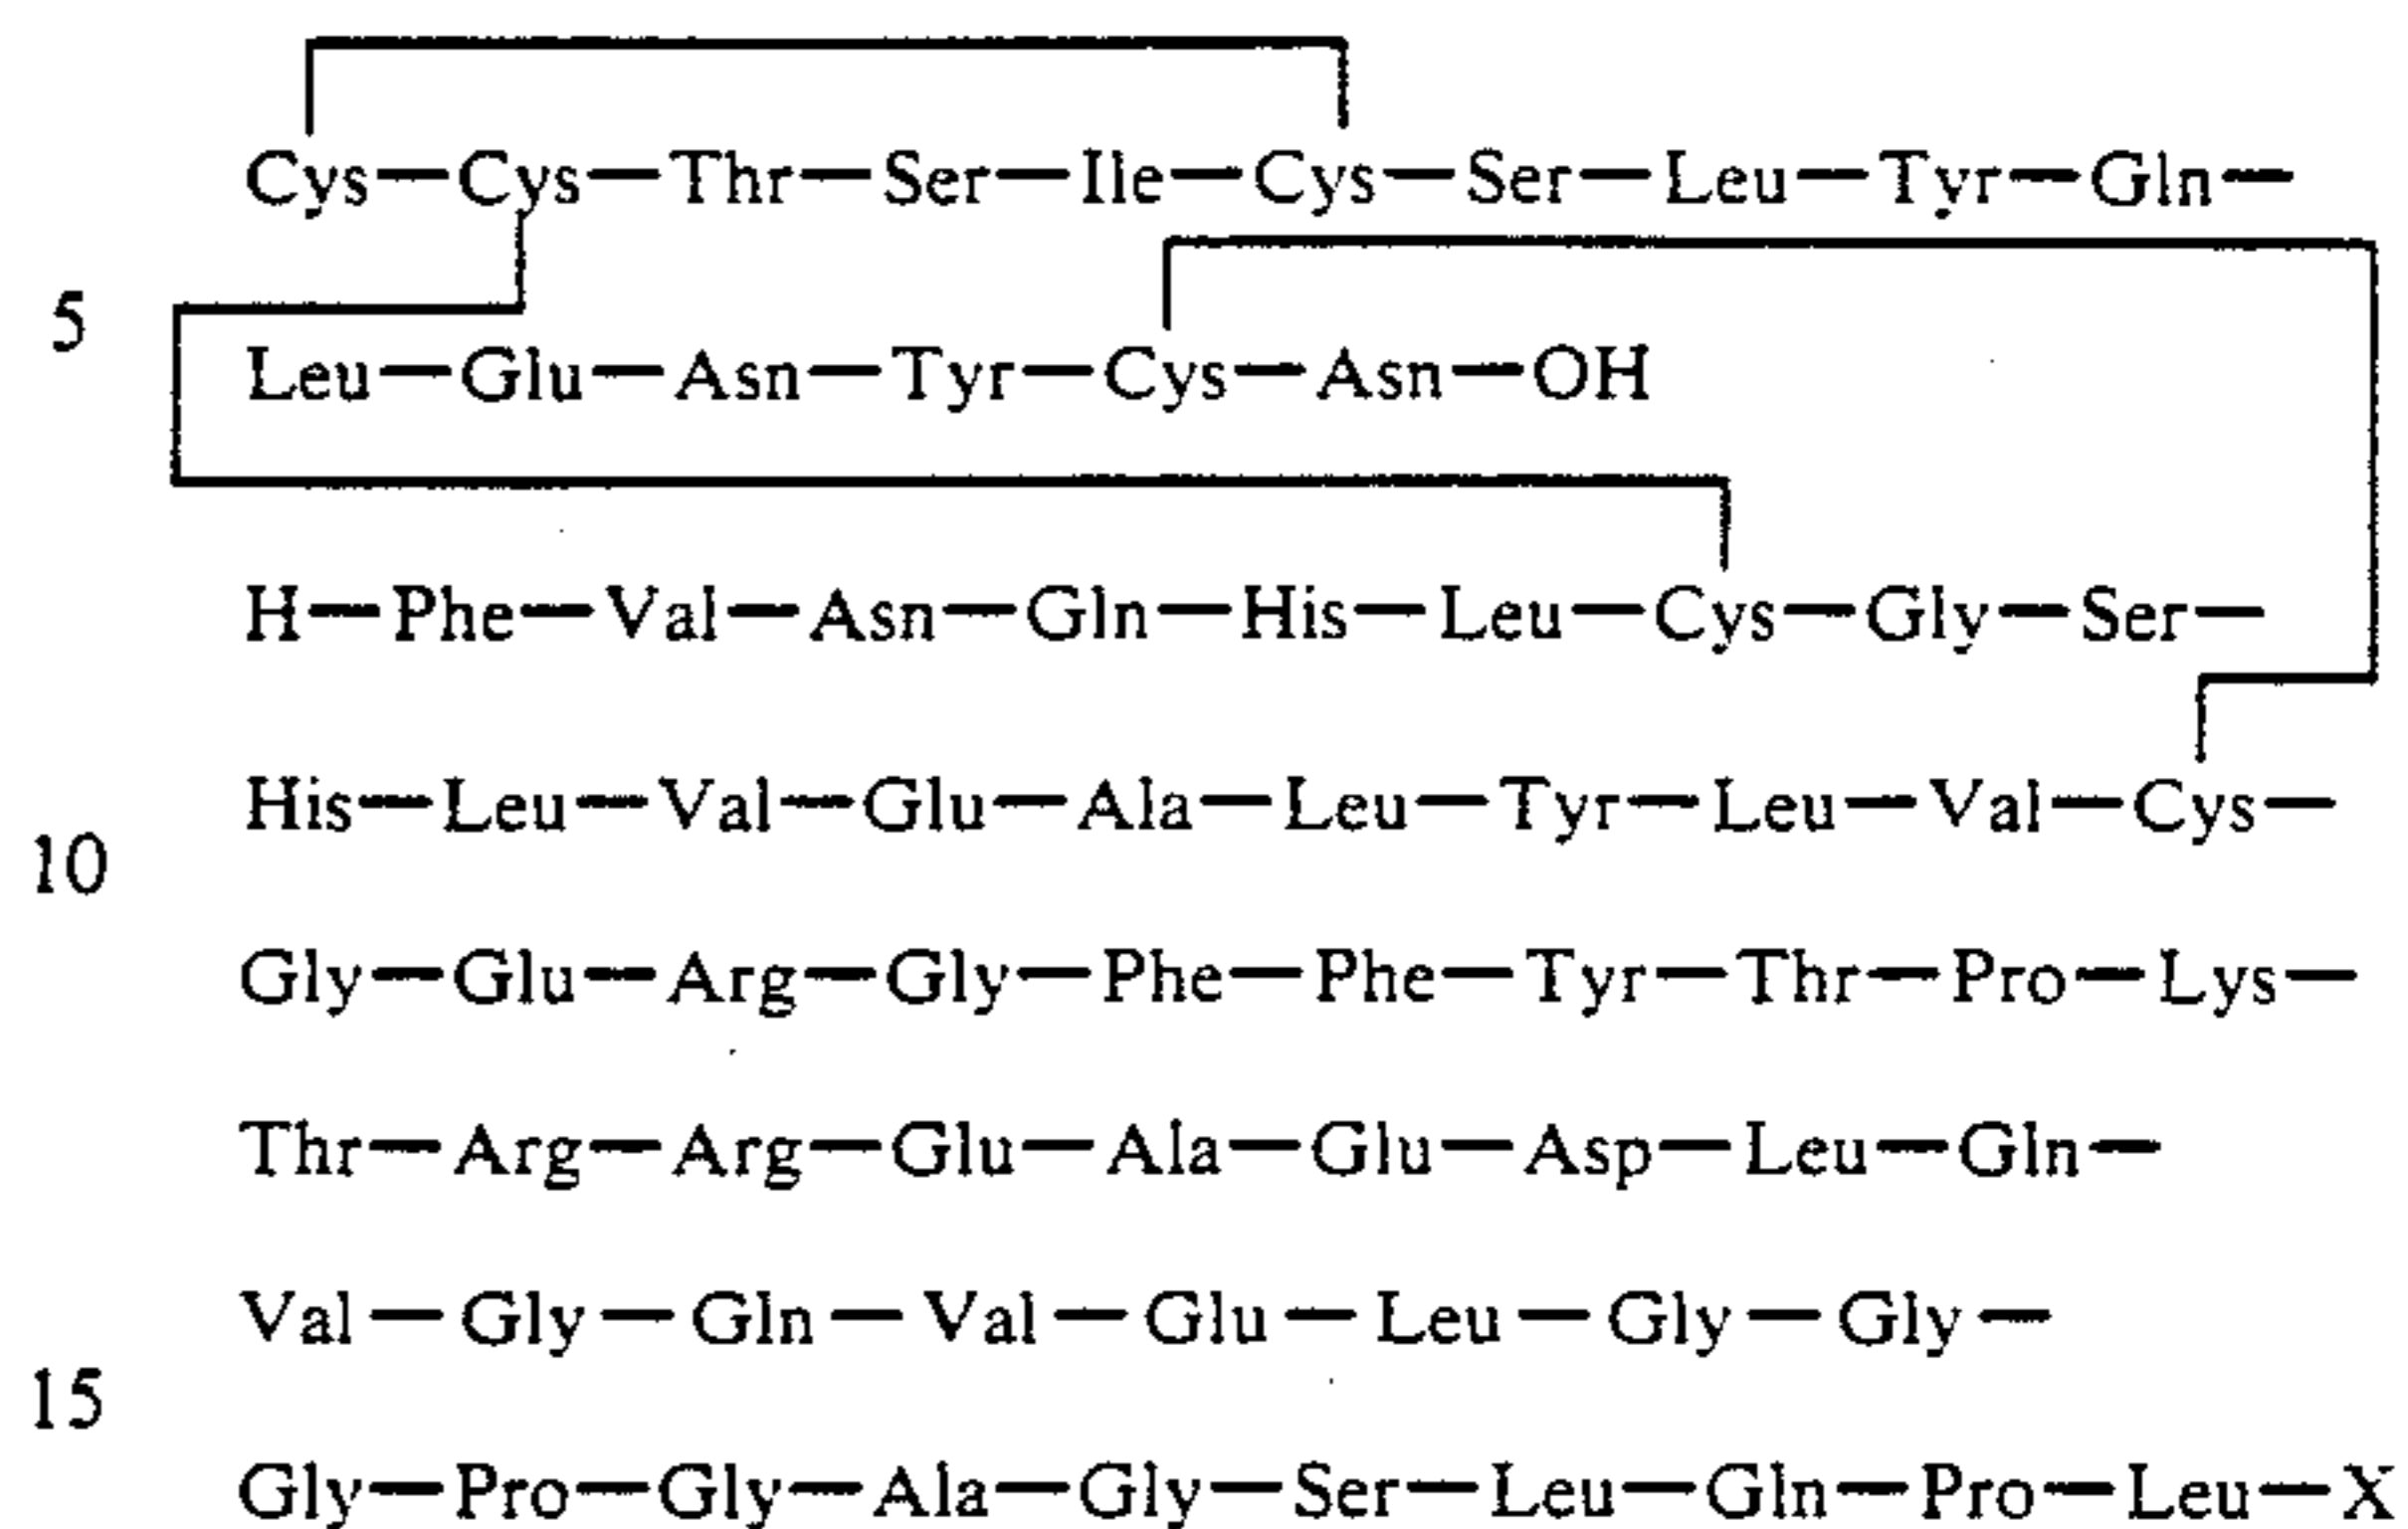 Cys—Cys—Thr—Ser—Ile—Cys—Ser—Leu—Tyr—Gln—
5
Leu—Glu—Asn—Tyr—Cys—Asn—OH
H—Phe—Val—Asn—Gln—His—Leu—Cys—Gly—Ser—
His—Leu—Val—Glu—Ala—Leu—Tyr—Leu—Val—Cys—
10
Gly—Glu—Arg—Gly—Phe—Phe—Tyr—Thr—Pro—Lys—
Thr—Arg—Arg—Glu—Ala—Glu—Asp—Leu—Gln—
Val—Gly—Gln—Val—Glu—Leu—Gly—Gly—
15
Gly—Pro—Gly—Ala—Gly—Ser—Leu—Gln—Pro—Leu—X